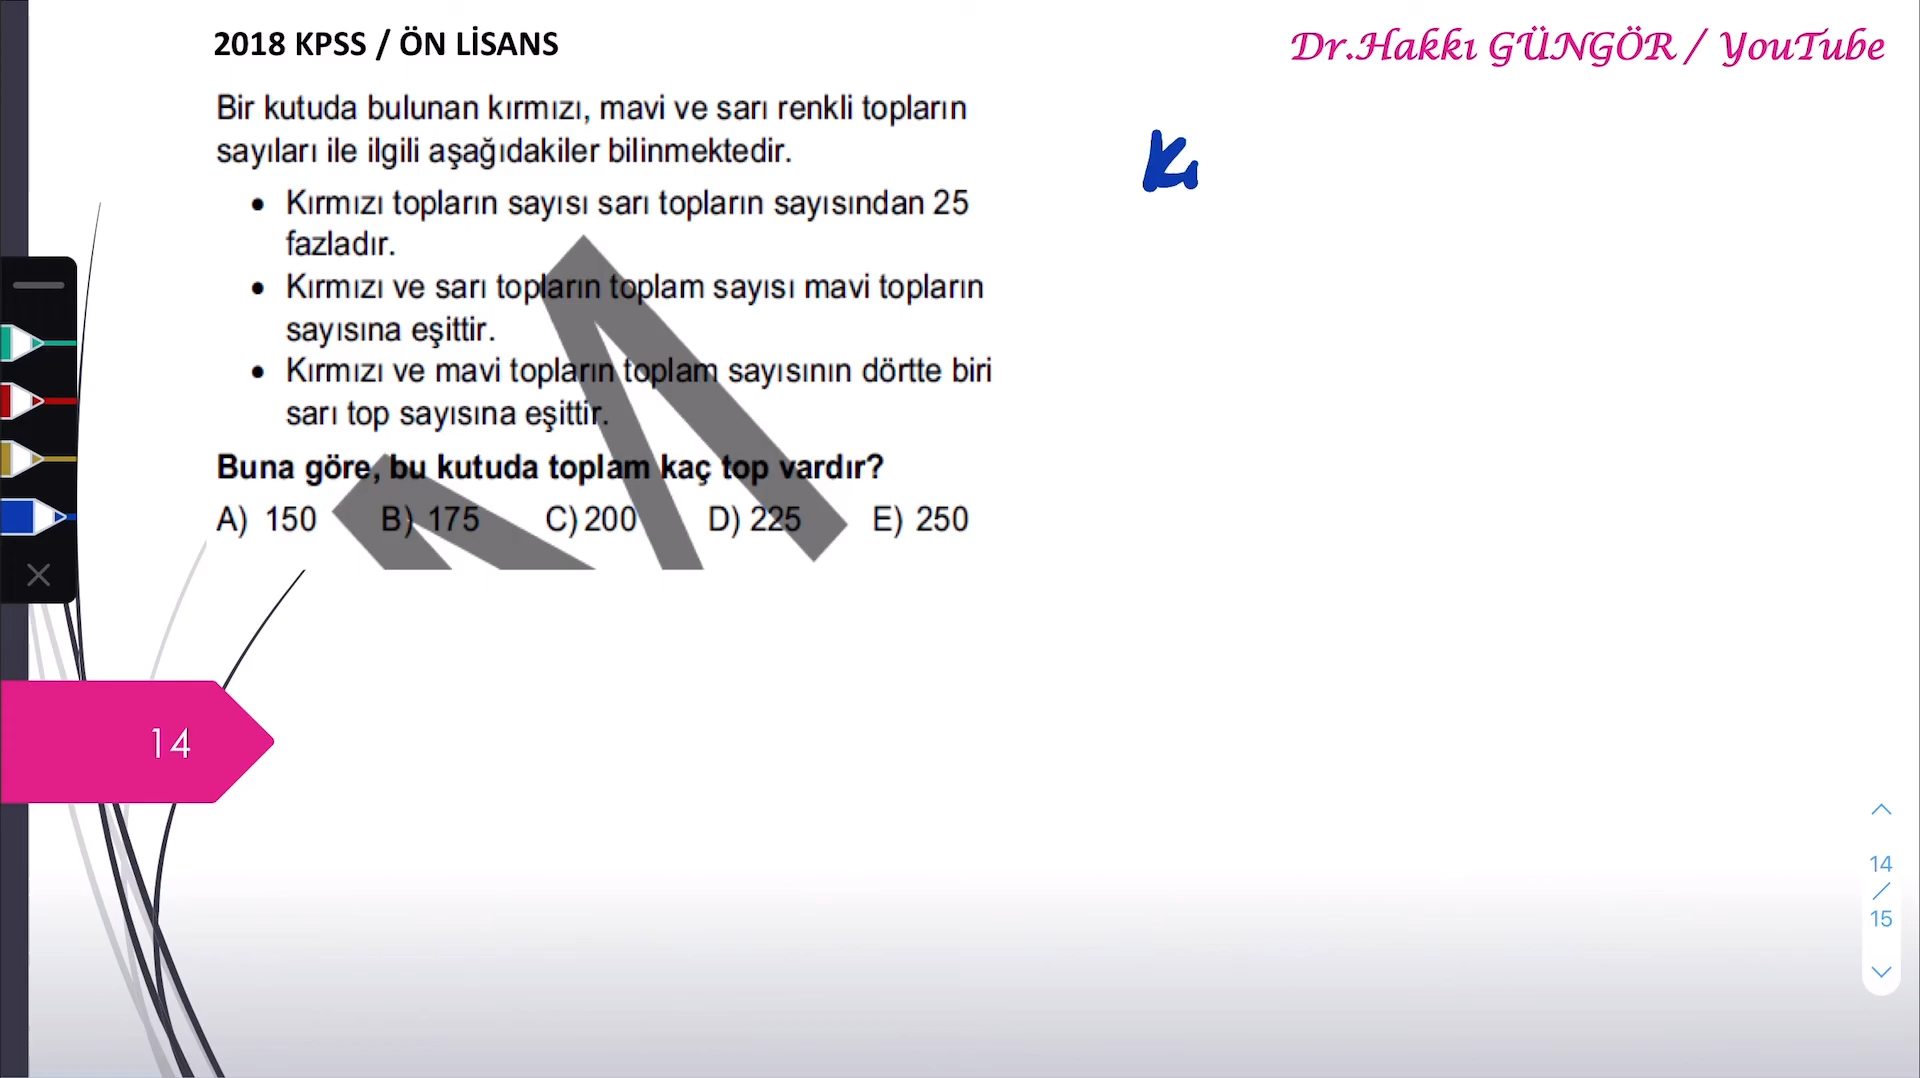 2018 KPSS / ÖN LİSANS
Dr.Hakkı GÜNGÖR / YouTube
Bir kutuda bulunan kırmızı, mavi ve sarı renkli topların
sayıları ile ilgili aşağıdakiler bilinmektedir.
• Kırmızı topların sayısı sarı topların sayısından 25
fazladır.
• Kırmızı ve sarı topların toplam sayısı mavi topların
sayısına eşittir.
• Kırmızı ve mavi topların toplam sayısının dörtte biri
sarı top sayısına eşittir.
Buna göre, bu kutuda toplam kaç top vardır?
A) 150 B) 175 C) 200 D) 225 E) 250
14
14
/
15